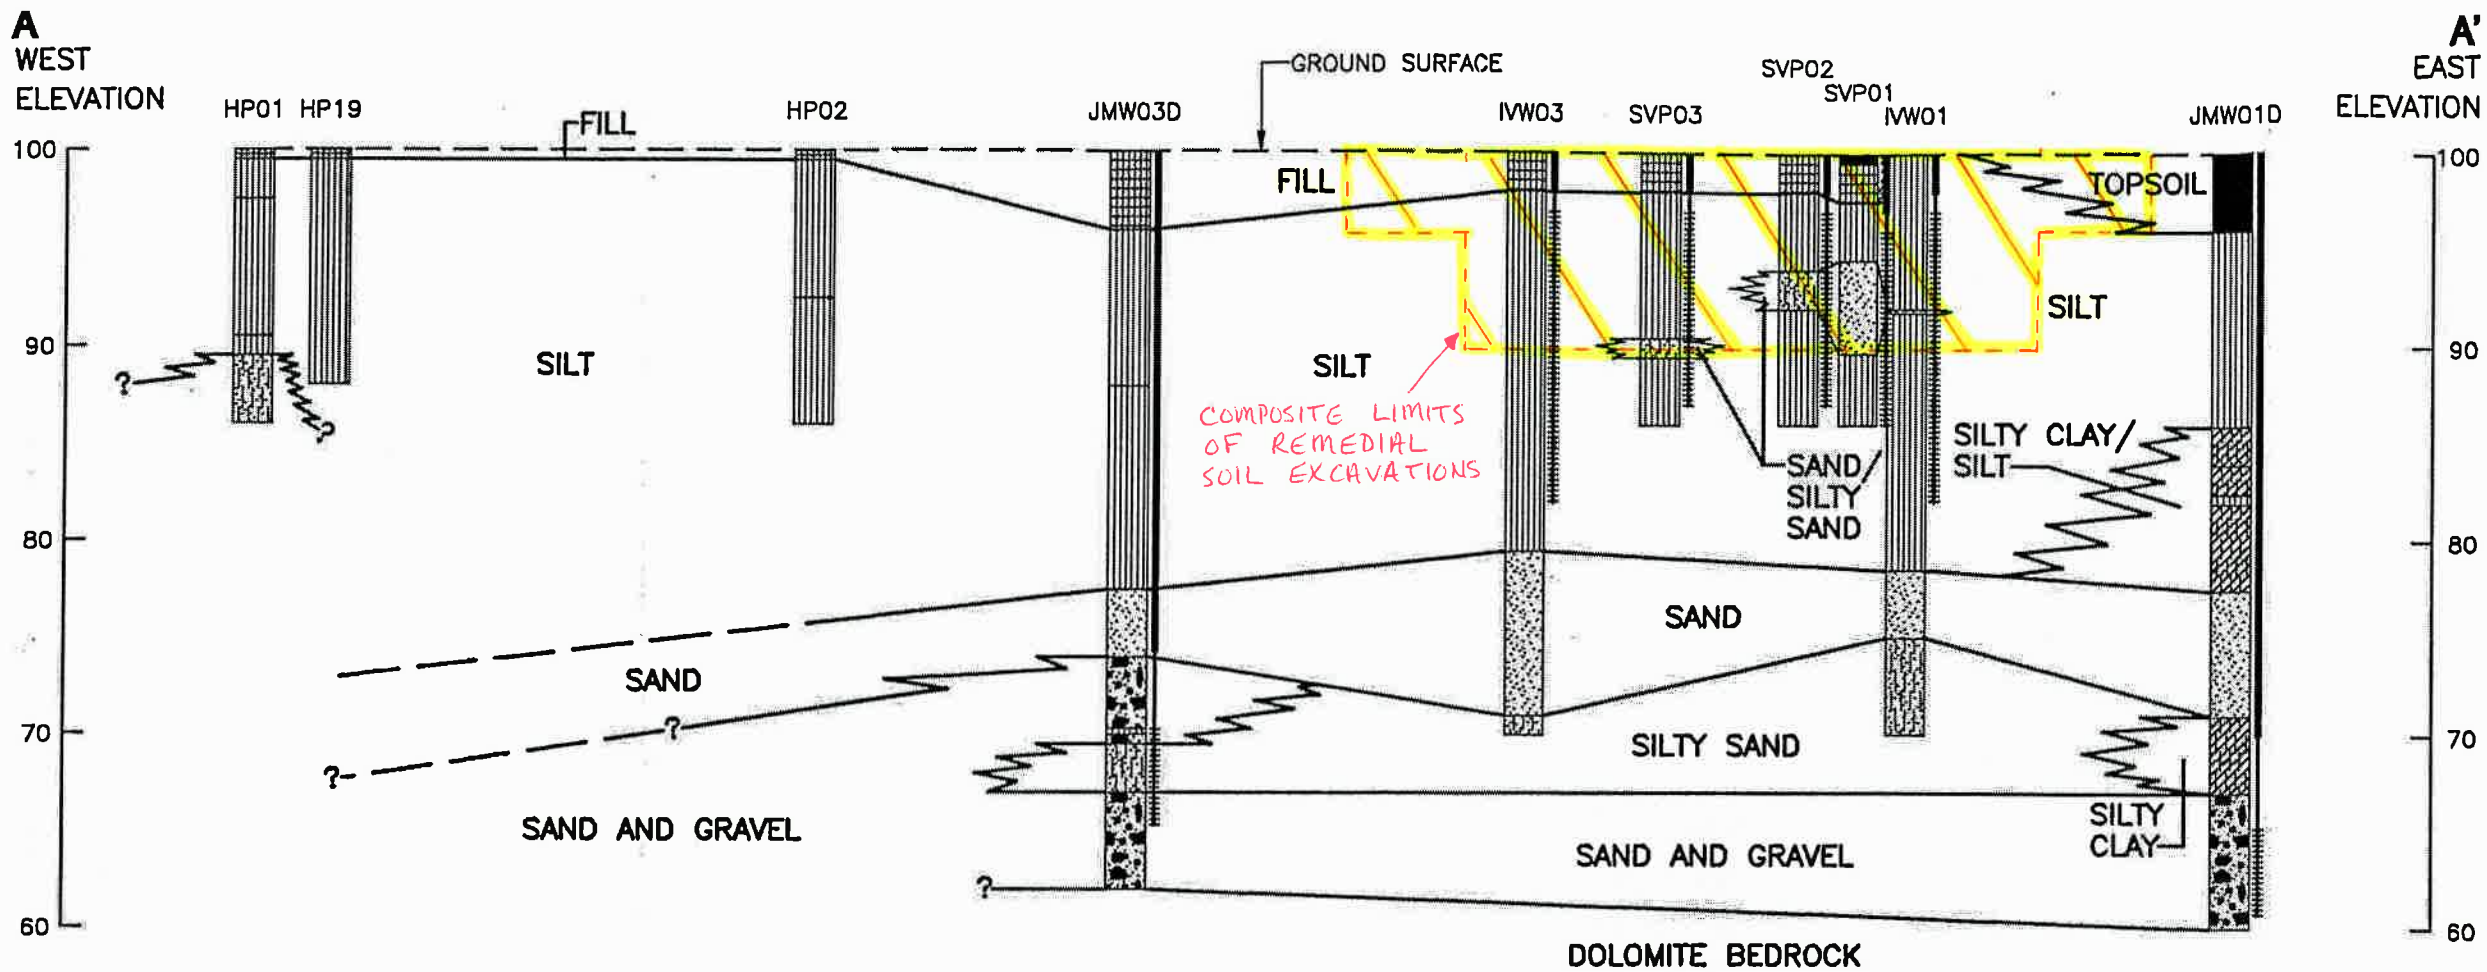 A
WEST
ELEVATION
A'
EAST
ELEVATION
GROUND SURFACE
HP01 HP19
FILL
HP02
JMW03D
IVW03
SVP03
SVP02
SVP01
IVW01
JMW01D
100
100
FILL
TOPSOIL
90
90
SILT
SILT
SILT
?
?
COMPOSITE LIMITS
OF REMEDIAL
SOIL EXCAVATIONS
SAND/
SILTY
SAND
SILTY CLAY/
SILT
80
80
SAND
SAND
70
70
?
?
SILTY SAND
SAND AND GRAVEL
SAND AND GRAVEL
SILTY
CLAY
?
60
60
DOLOMITE BEDROCK